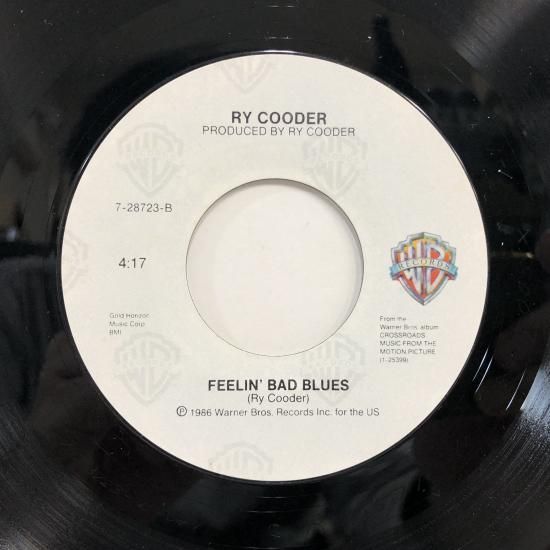 RY COODER
PRODUCED BY RY COODER
7-28723-B
4:17
Gold Horizon
Music Corp.
BMI
WB
RECORDS
From the
Warner Bros. album
CROSSROADS
MUSIC FROM THE
MOTION PICTURE
(1-25399)
FEELIN' BAD BLUES
(Ry Cooder)
℗ 1986 Warner Bros. Records Inc. for the US